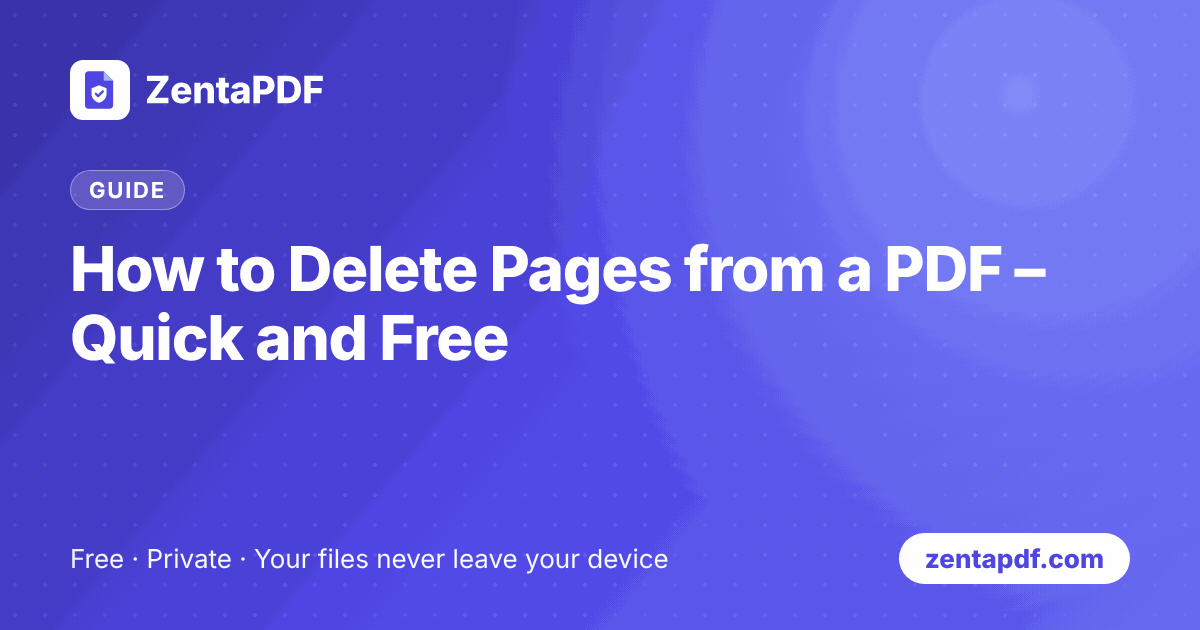 ZentaPDF
GUIDE
How to Delete Pages from a PDF –
Quick and Free
Free · Private · Your files never leave your device
zentapdf.com